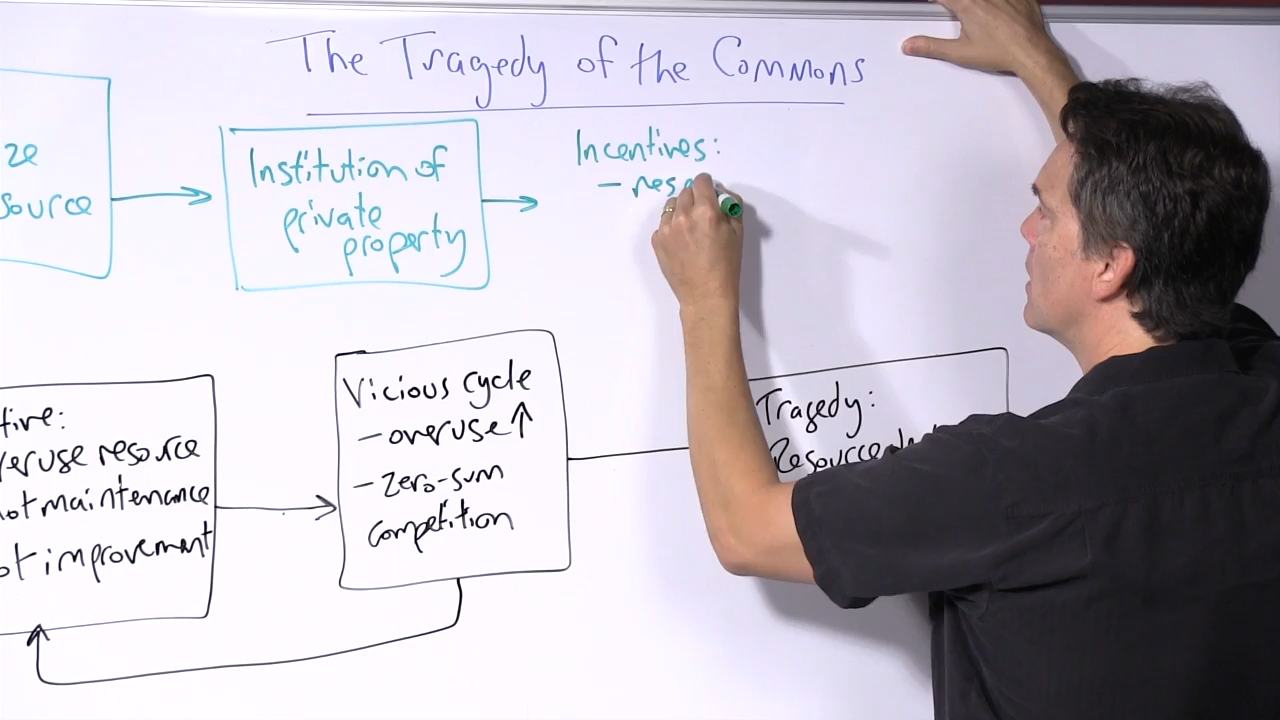 The Tragedy of the Commons
ze
source
Institution of
private
property
Incentives:
- res
tive:
eruse resource
ot maintenance
ot improvement
Vicious cycle
- overuse ↑
- zero-sum
competition
Tragedy:
Resource